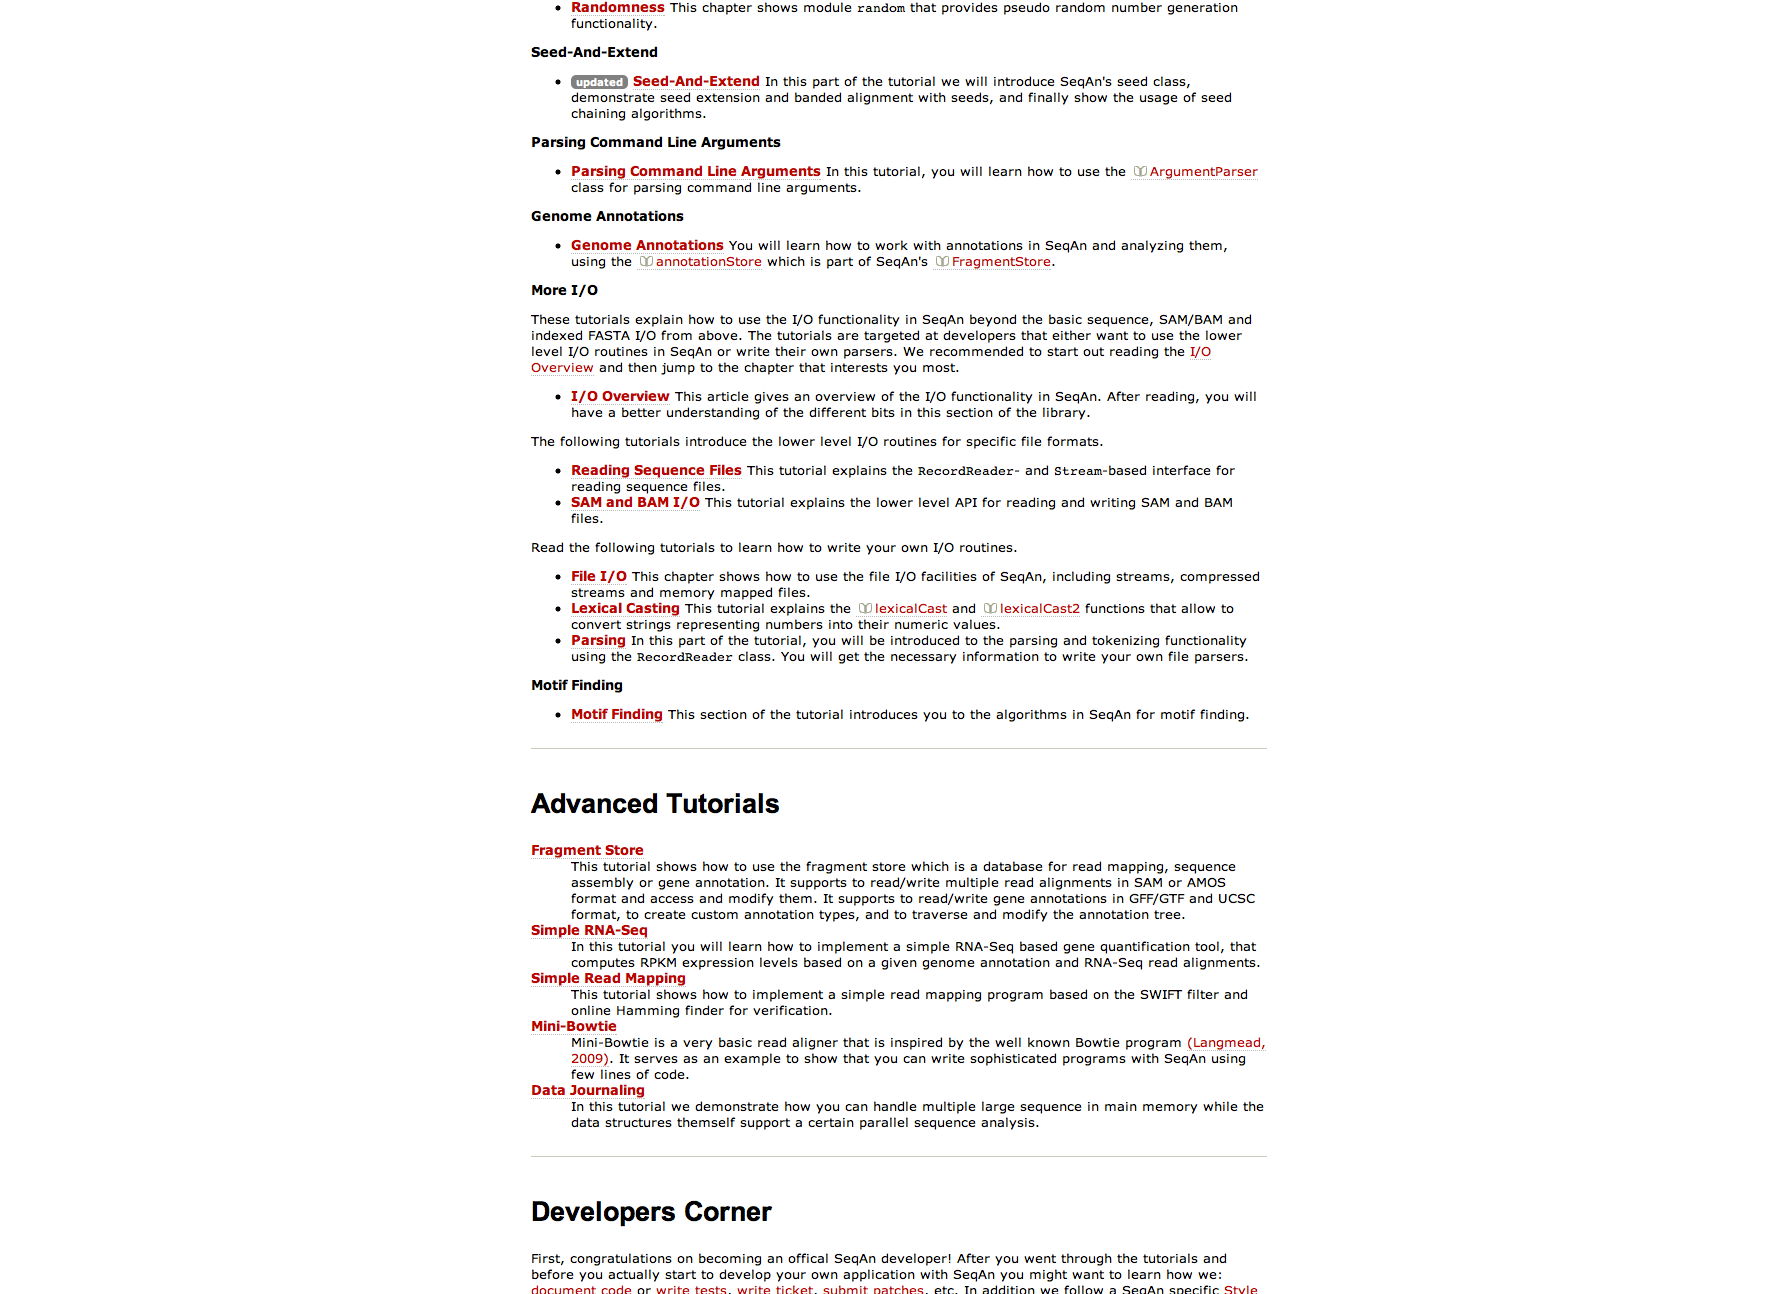 Randomness This chapter shows module random that provides pseudo random number generation
functionality.
Seed-And-Extend
updated Seed-And-Extend In this part of the tutorial we will introduce SeqAn's seed class,
demonstrate seed extension and banded alignment with seeds, and finally show the usage of seed
chaining algorithms.
Parsing Command Line Arguments
Parsing Command Line Arguments In this tutorial, you will learn how to use the ArgumentParser
class for parsing command line arguments.
Genome Annotations
Genome Annotations You will learn how to work with annotations in SeqAn and analyzing them,
using the annotationStore which is part of SeqAn's FragmentStore.
More I/O
These tutorials explain how to use the I/O functionality in SeqAn beyond the basic sequence, SAM/BAM and
indexed FASTA I/O from above. The tutorials are targeted at developers that either want to use the lower
level I/O routines in SeqAn or write their own parsers. We recommended to start out reading the I/O
Overview and then jump to the chapter that interests you most.
I/O Overview This article gives an overview of the I/O functionality in SeqAn. After reading, you will
have a better understanding of the different bits in this section of the library.
The following tutorials introduce the lower level I/O routines for specific file formats.
Reading Sequence Files This tutorial explains the RecordReader- and Stream-based interface for
reading sequence files.
SAM and BAM I/O This tutorial explains the lower level API for reading and writing SAM and BAM
files.
Read the following tutorials to learn how to write your own I/O routines.
File I/O This chapter shows how to use the file I/O facilities of SeqAn, including streams, compressed
streams and memory mapped files.
Lexical Casting This tutorial explains the lexicalCast and lexicalCast2 functions that allow to
convert strings representing numbers into their numeric values.
Parsing In this part of the tutorial, you will be introduced to the parsing and tokenizing functionality
using the RecordReader class. You will get the necessary information to write your own file parsers.
Motif Finding
Motif Finding This section of the tutorial introduces you to the algorithms in SeqAn for motif finding.
Advanced Tutorials
Fragment Store
This tutorial shows how to use the fragment store which is a database for read mapping, sequence
assembly or gene annotation. It supports to read/write multiple read alignments in SAM or AMOS
format and access and modify them. It supports to read/write gene annotations in GFF/GTF and UCSC
format, to create custom annotation types, and to traverse and modify the annotation tree.
Simple RNA-Seq
In this tutorial you will learn how to implement a simple RNA-Seq based gene quantification tool, that
computes RPKM expression levels based on a given genome annotation and RNA-Seq read alignments.
Simple Read Mapping
This tutorial shows how to implement a simple read mapping program based on the SWIFT filter and
online Hamming finder for verification.
Mini-Bowtie
Mini-Bowtie is a very basic read aligner that is inspired by the well known Bowtie program (Langmead,
2009). It serves as an example to show that you can write sophisticated programs with SeqAn using
few lines of code.
Data Journaling
In this tutorial we demonstrate how you can handle multiple large sequence in main memory while the
data structures themself support a certain parallel sequence analysis.
Developers Corner
First, congratulations on becoming an offical SeqAn developer! After you went through the tutorials and
before you actually start to develop your own application with SeqAn you might want to learn how we:
document code or write tests, write ticket, submit patches, etc. In addition we follow a SeqAn specific Style